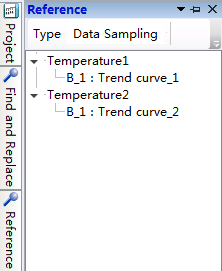 Reference
Type Data Sampling
Temperature1
B_1 : Trend curve_1
Temperature2
B_1 : Trend curve_2
Project
Find and Replace
Reference